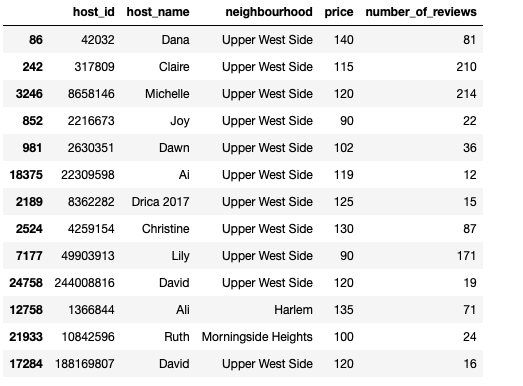 host_id host_name neighbourhood price number_of_reviews
86 42032 Dana Upper West Side 140 81
242 317809 Claire Upper West Side 115 210
3246 8658146 Michelle Upper West Side 120 214
852 2216673 Joy Upper West Side 90 22
981 2630351 Dawn Upper West Side 102 36
18375 22309598 Ai Upper West Side 119 12
2189 8362282 Drica 2017 Upper West Side 125 15
2524 4259154 Christine Upper West Side 130 87
7177 49903913 Lily Upper West Side 90 171
24758 244008816 David Upper West Side 120 19
12758 1366844 Ali Harlem 135 71
21933 10842596 Ruth Morningside Heights 100 24
17284 188169807 David Upper West Side 120 16